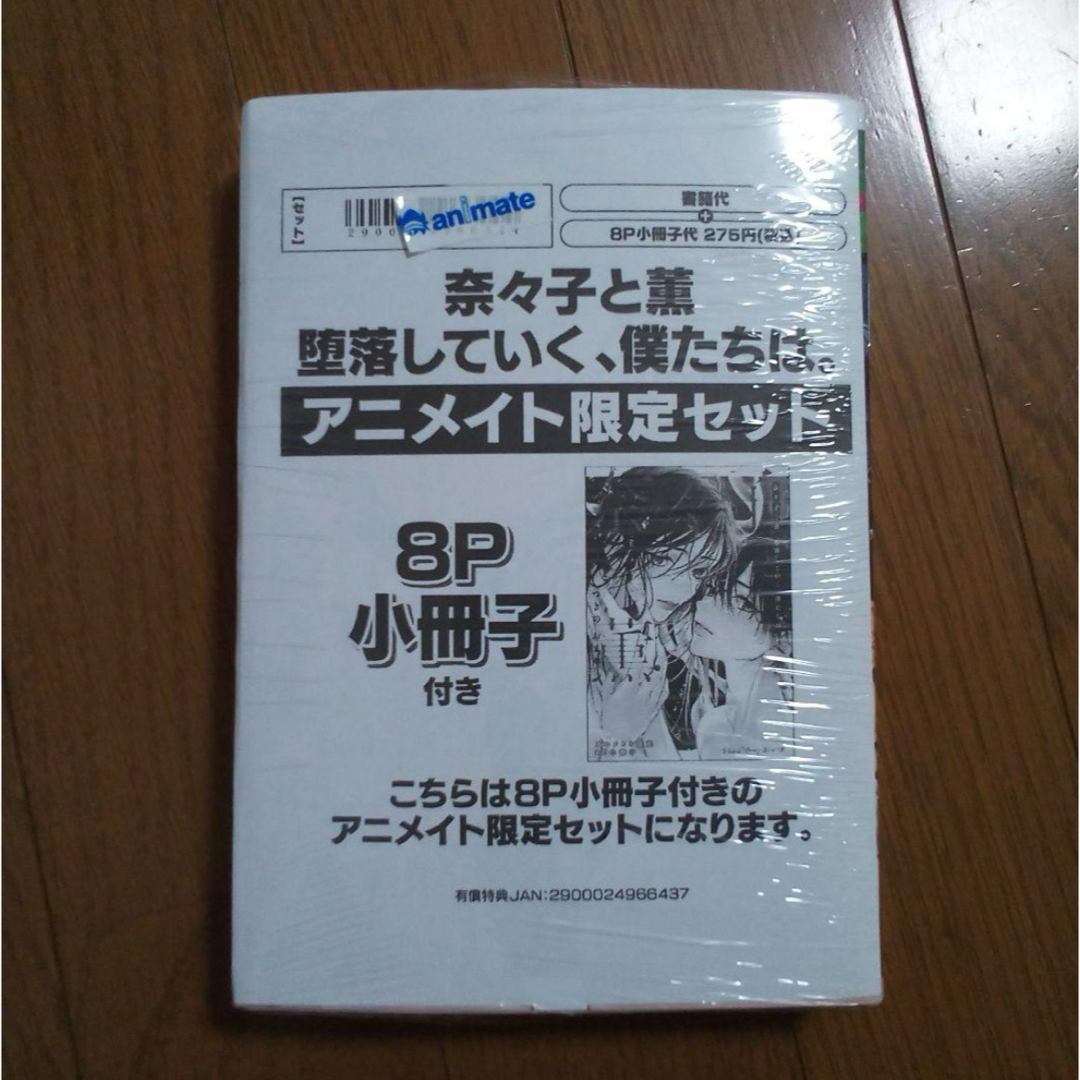 【セット】
animate
書籍代
+
8P小冊子代 275円(税込)
奈々子と薫
堕落していく、僕たちは。
アニメイト限定セット
8P
小冊子
付き
薫
こちらは8P小冊子付きの
アニメイト限定セットになります。
有償特典JAN:2900024966437